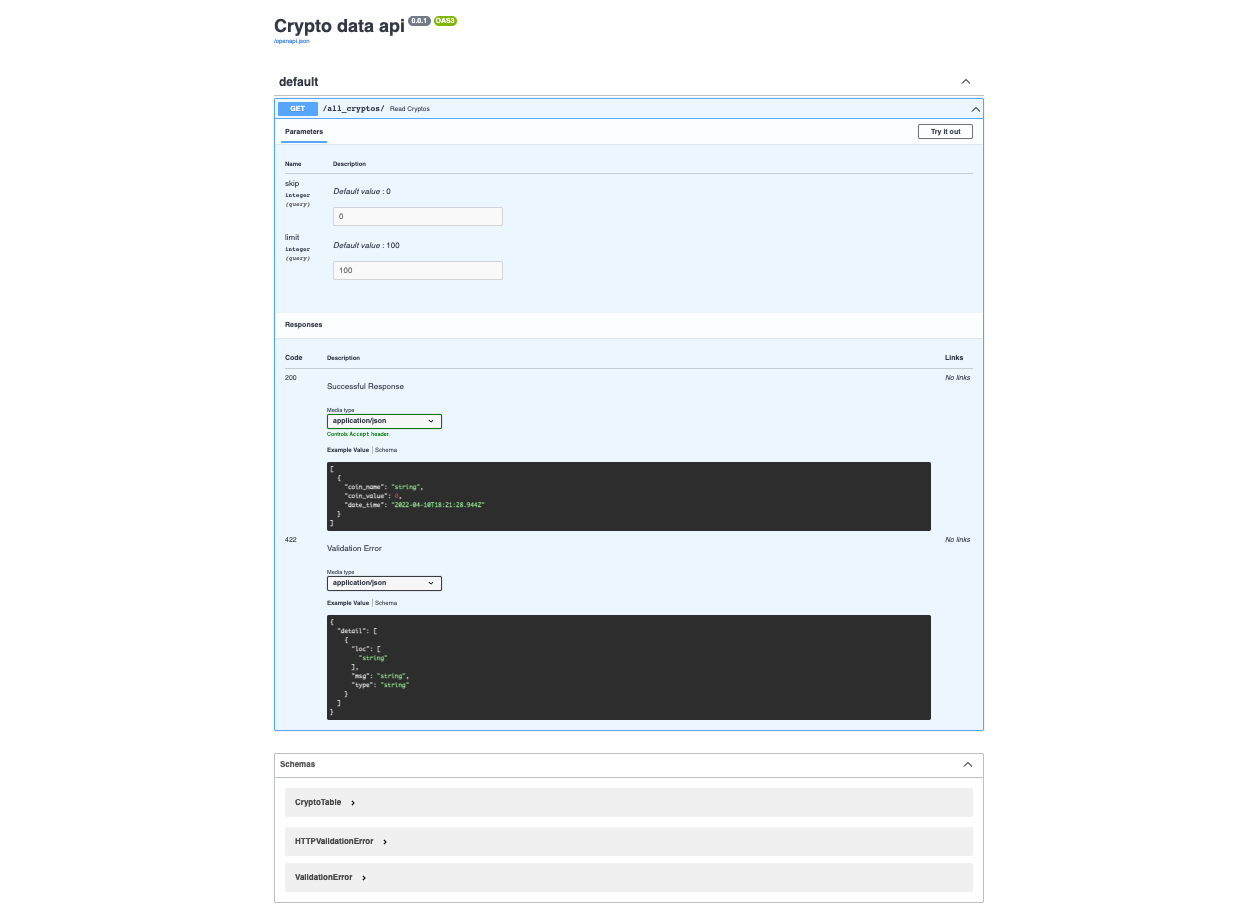 Crypto data api 0.0.1 OAS3
/openapi.json
default
GET /all_cryptos/ Read Cryptos
Parameters Try it out
Name Description
skip
integer
(query)
Default value : 0
0
limit
integer
(query)
Default value : 100
100
Responses
Code Description Links
200 No links
Successful Response
Media type
application/json
Controls Accept header.
Example Value | Schema
[
{
"coin_name": "string",
"coin_value": 0,
"date_time": "2022-04-10T18:21:28.944Z"
}
]
422 No links
Validation Error
Media type
application/json
Example Value | Schema
{
"detail": [
{
"loc": [
"string"
],
"msg": "string",
"type": "string"
}
]
}
Schemas
CryptoTable
HTTPValidationError
ValidationError